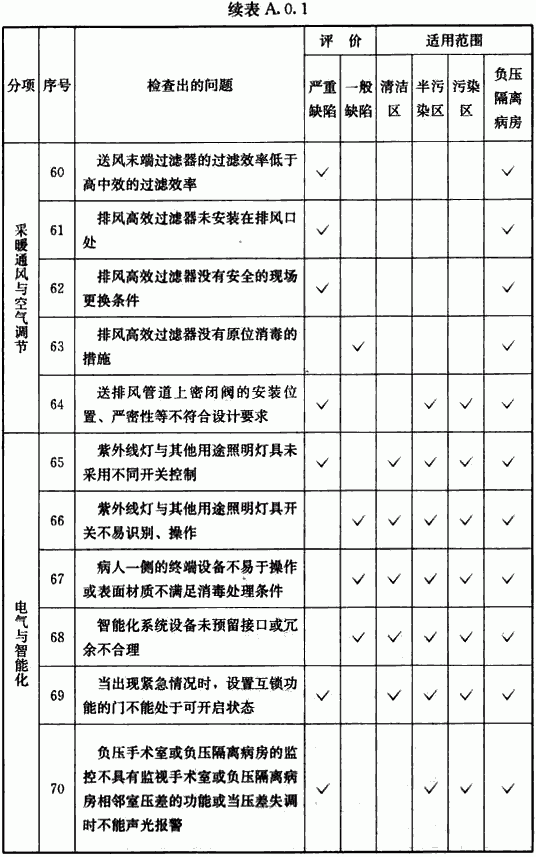 续表 A.0.1
分项 序号 检查出的问题 评 价 适用范围
严重缺陷 一般缺陷 清洁区 半污染区 污染区 负压隔离病房
采暖通风与空气调节
60 送风末端过滤器的过滤效率低于
高中效的过滤效率 ✓ ✓
61 排风高效过滤器未安装在排风口
处 ✓ ✓
62 排风高效过滤器没有安全的现场
更换条件 ✓ ✓
63 排风高效过滤器没有原位消毒的
措施 ✓ ✓
64 送排风管道上密闭阀的安装位
置、严密性等不符合设计要求 ✓ ✓ ✓ ✓
电气与智能化
65 紫外线灯与其他用途照明灯具未
采用不同开关控制 ✓ ✓ ✓ ✓ ✓
66 紫外线灯与其他用途照明灯具开
关不易识别、操作 ✓ ✓ ✓ ✓ ✓
67 病人一侧的终端设备不易于操作
或表面材质不满足消毒处理条件 ✓ ✓ ✓ ✓ ✓
68 智能化系统设备未预留接口或冗
余不合理 ✓ ✓ ✓ ✓ ✓
69 当出现紧急情况时，设置互锁功
能的门不能处于可开启状态 ✓ ✓ ✓ ✓ ✓
70 负压手术室或负压隔离病房的监
控不具有监视手术室或负压隔离病
房相邻室压差的功能或当压差失调
时不能声光报警 ✓ ✓ ✓ ✓